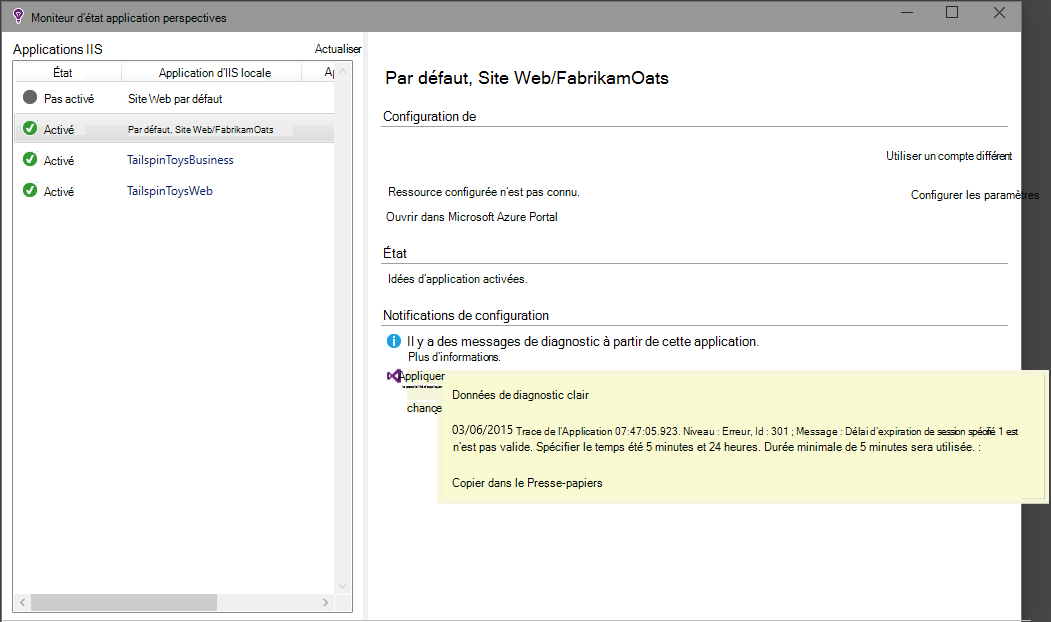 Moniteur d'état application perspectives
Applications IIS
Actualiser
État Application d'IIS locale
Pas activé Site Web par défaut
Activé Par défaut, Site Web/FabrikamOats
Activé TailspinToysBusiness
Activé TailspinToysWeb
Par défaut, Site Web/FabrikamOats
Configuration de
Utiliser un compte différent
Ressource configurée n'est pas connu.
Configurer les paramètres
Ouvrir dans Microsoft Azure Portal
État
Idées d'application activées.
Notifications de configuration
Il y a des messages de diagnostic à partir de cette application.
Plus d'informations.
Appliquer
Données de diagnostic clair
03/06/2015 Trace de l'Application 07:47:05.923. Niveau : Erreur, Id : 301 ; Message : Délai d'expiration de session spécifié 1 est
n'est pas valide. Spécifier le temps été 5 minutes et 24 heures. Durée minimale de 5 minutes sera utilisée. :
Copier dans le Presse-papiers